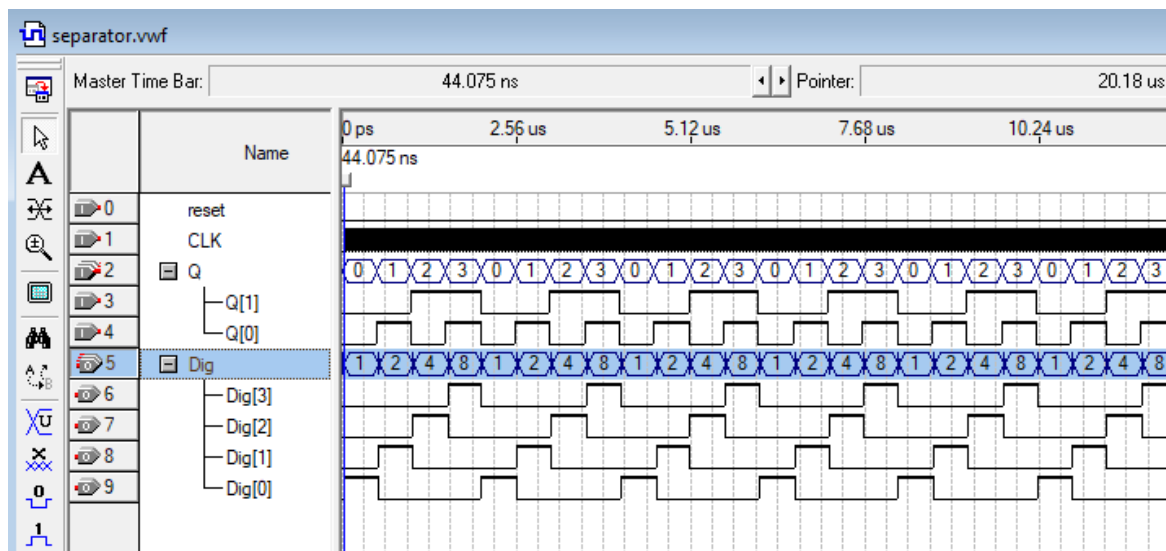 separator.vwf
Master Time Bar: 44.075 ns Pointer: 20.18 us
Name
0 ps 2.56 us 5.12 us 7.68 us 10.24 us
44.075 ns
0 reset
1 CLK
2 Q 0 1 2 3 0 1 2 3 0 1 2 3 0 1 2 3 0 1 2 3 0 1 2 3
3 Q[1]
4 Q[0]
5 Dig 1 2 4 8 1 2 4 8 1 2 4 8 1 2 4 8 1 2 4 8 1 2 4 8
6 Dig[3]
7 Dig[2]
8 Dig[1]
9 Dig[0]